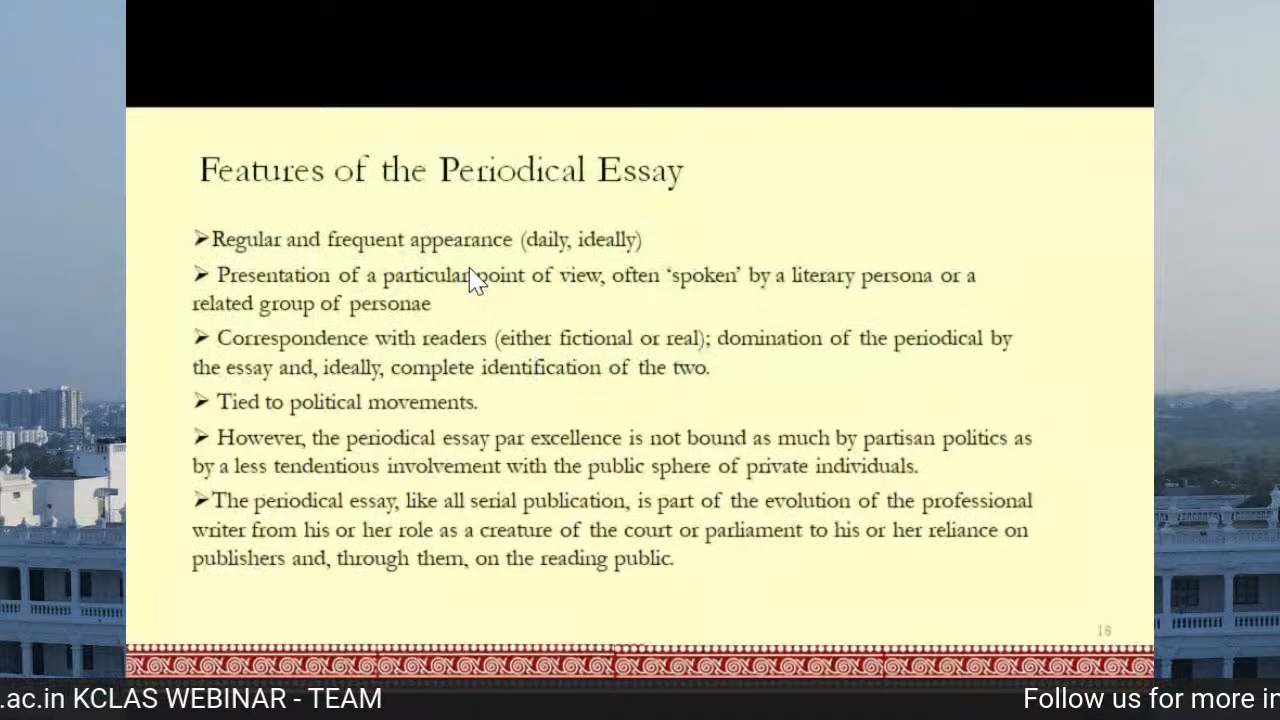 Features of the Periodical Essay
➢Regular and frequent appearance (daily, ideally)
➢ Presentation of a particular point of view, often ‘spoken’ by a literary persona or a
related group of personae
➢ Correspondence with readers (either fictional or real); domination of the periodical by
the essay and, ideally, complete identification of the two.
➢ Tied to political movements.
➢ However, the periodical essay par excellence is not bound as much by partisan politics as
by a less tendentious involvement with the public sphere of private individuals.
➢The periodical essay, like all serial publication, is part of the evolution of the professional
writer from his or her role as a creature of the court or parliament to his or her reliance on
publishers and, through them, on the reading public.
18
.ac.in KCLAS WEBINAR - TEAM
Follow us for more in